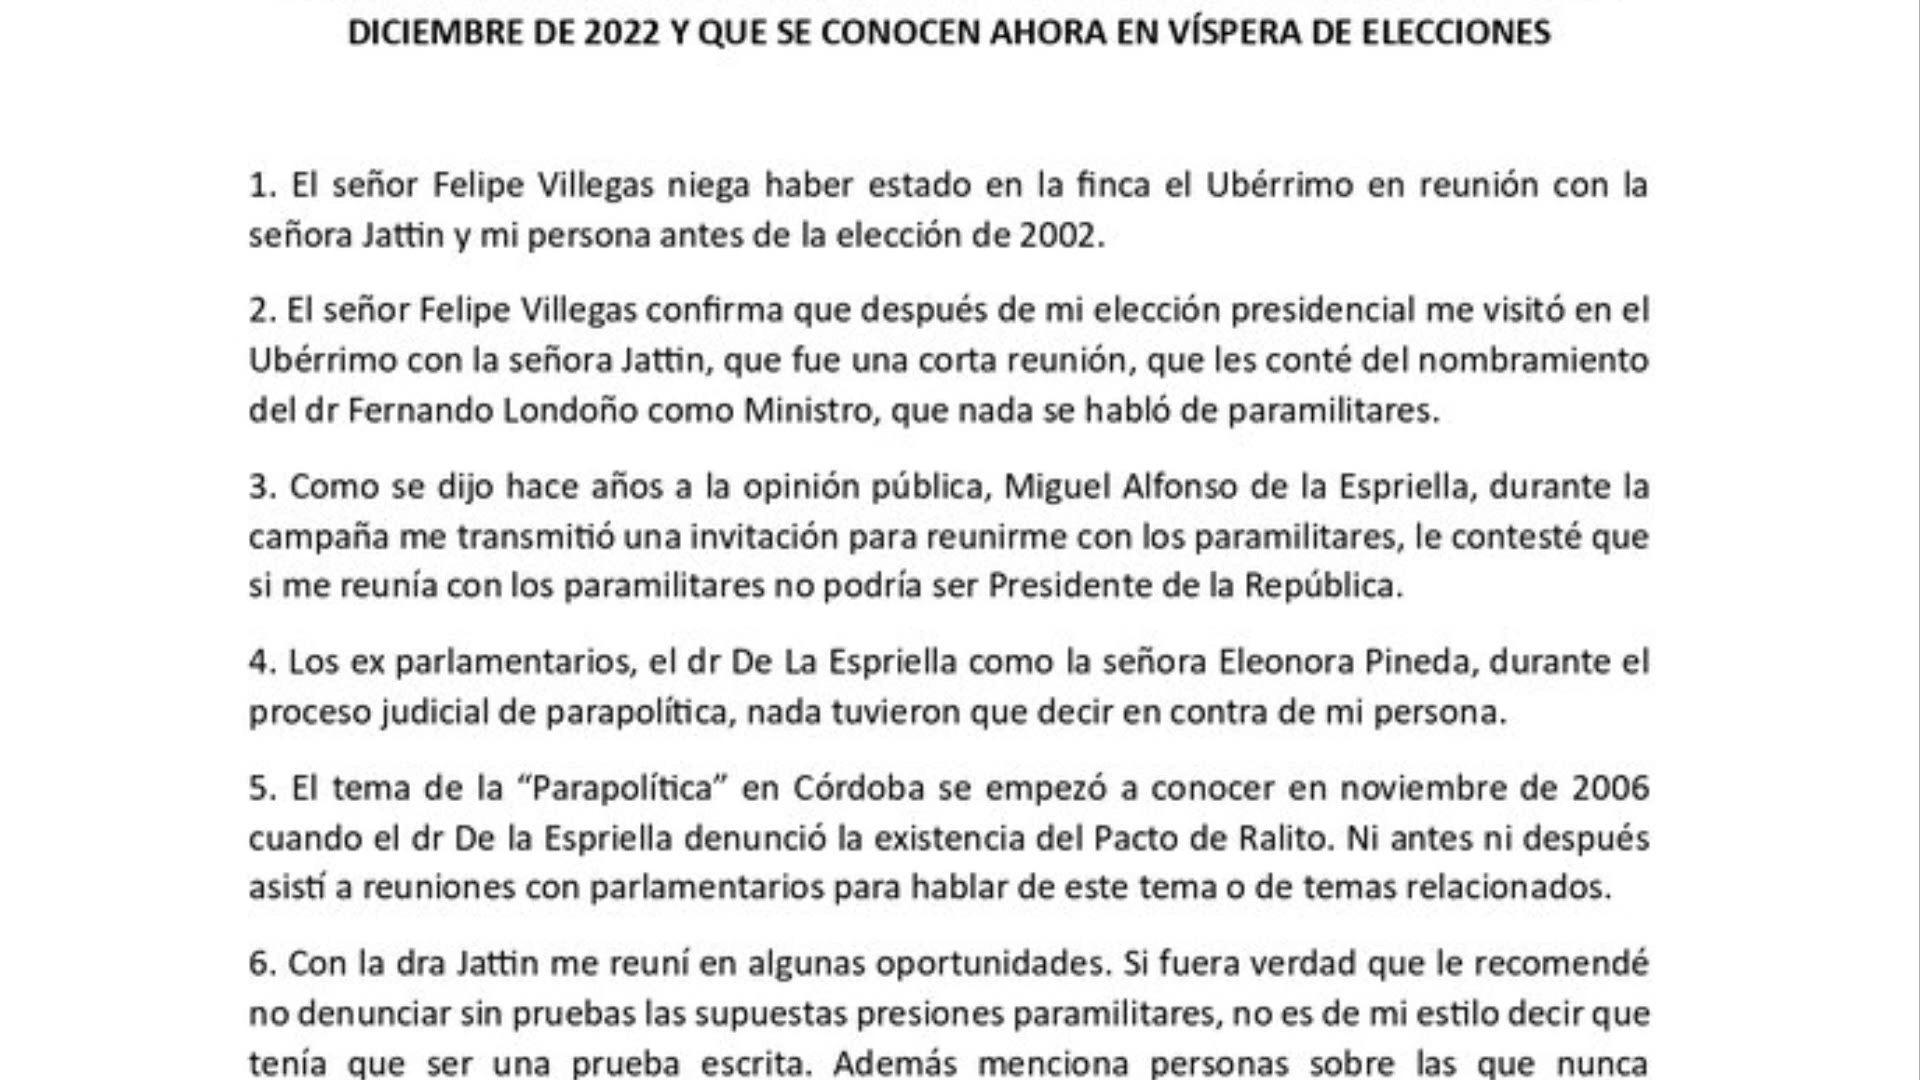 DICIEMBRE DE 2022 Y QUE SE CONOCEN AHORA EN VÍSPERA DE ELECCIONES
1. El señor Felipe Villegas niega haber estado en la finca el Ubérrimo en reunión con la
señora Jattin y mi persona antes de la elección de 2002.
2. El señor Felipe Villegas confirma que después de mi elección presidencial me visitó en el
Ubérrimo con la señora Jattin, que fue una corta reunión, que les conté del nombramiento
del dr Fernando Londoño como Ministro, que nada se habló de paramilitares.
3. Como se dijo hace años a la opinión pública, Miguel Alfonso de la Espriella, durante la
campaña me transmitió una invitación para reunirme con los paramilitares, le contesté que
si me reunía con los paramilitares no podría ser Presidente de la República.
4. Los ex parlamentarios, el dr De La Espriella como la señora Eleonora Pineda, durante el
proceso judicial de parapolítica, nada tuvieron que decir en contra de mi persona.
5. El tema de la “Parapolítica” en Córdoba se empezó a conocer en noviembre de 2006
cuando el dr De la Espriella denunció la existencia del Pacto de Ralito. Ni antes ni después
asistí a reuniones con parlamentarios para hablar de este tema o de temas relacionados.
6. Con la dra Jattin me reuní en algunas oportunidades. Si fuera verdad que le recomendé
no denunciar sin pruebas las supuestas presiones paramilitares, no es de mi estilo decir que
tenía que ser una prueba escrita. Además menciona personas sobre las que nunca